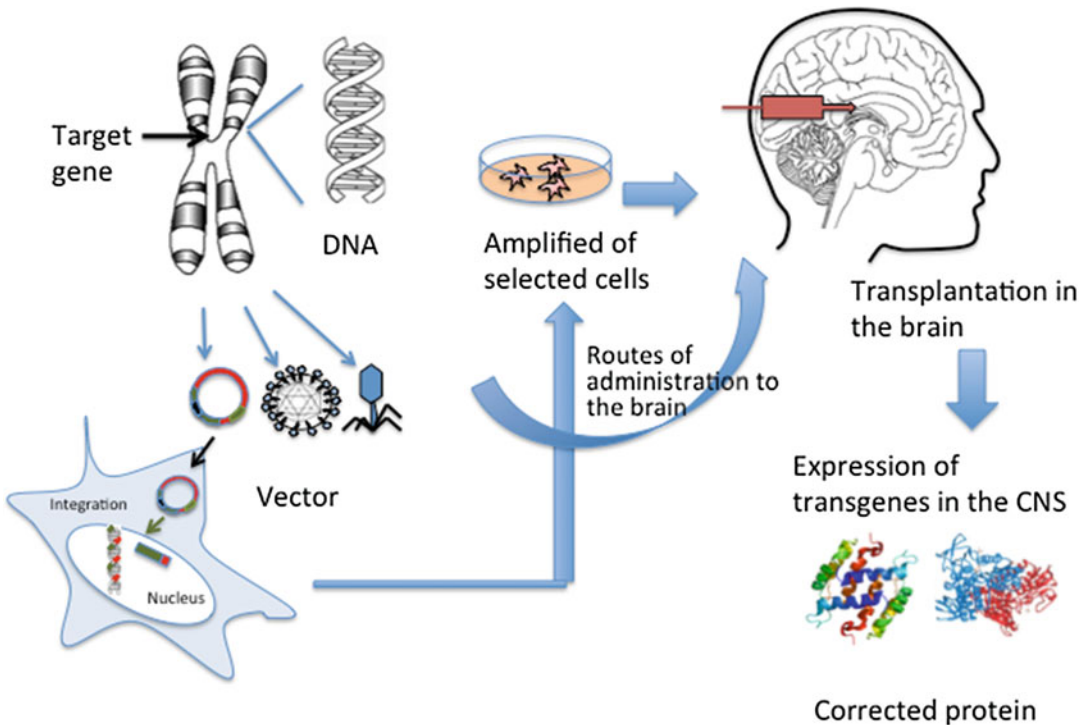 Target
gene
DNA
Amplified of
selected cells
Transplantation in
the brain
Routes of
administration to
the brain
Vector
Integration
Nucleus
Expression of
transgenes in the CNS
Corrected protein